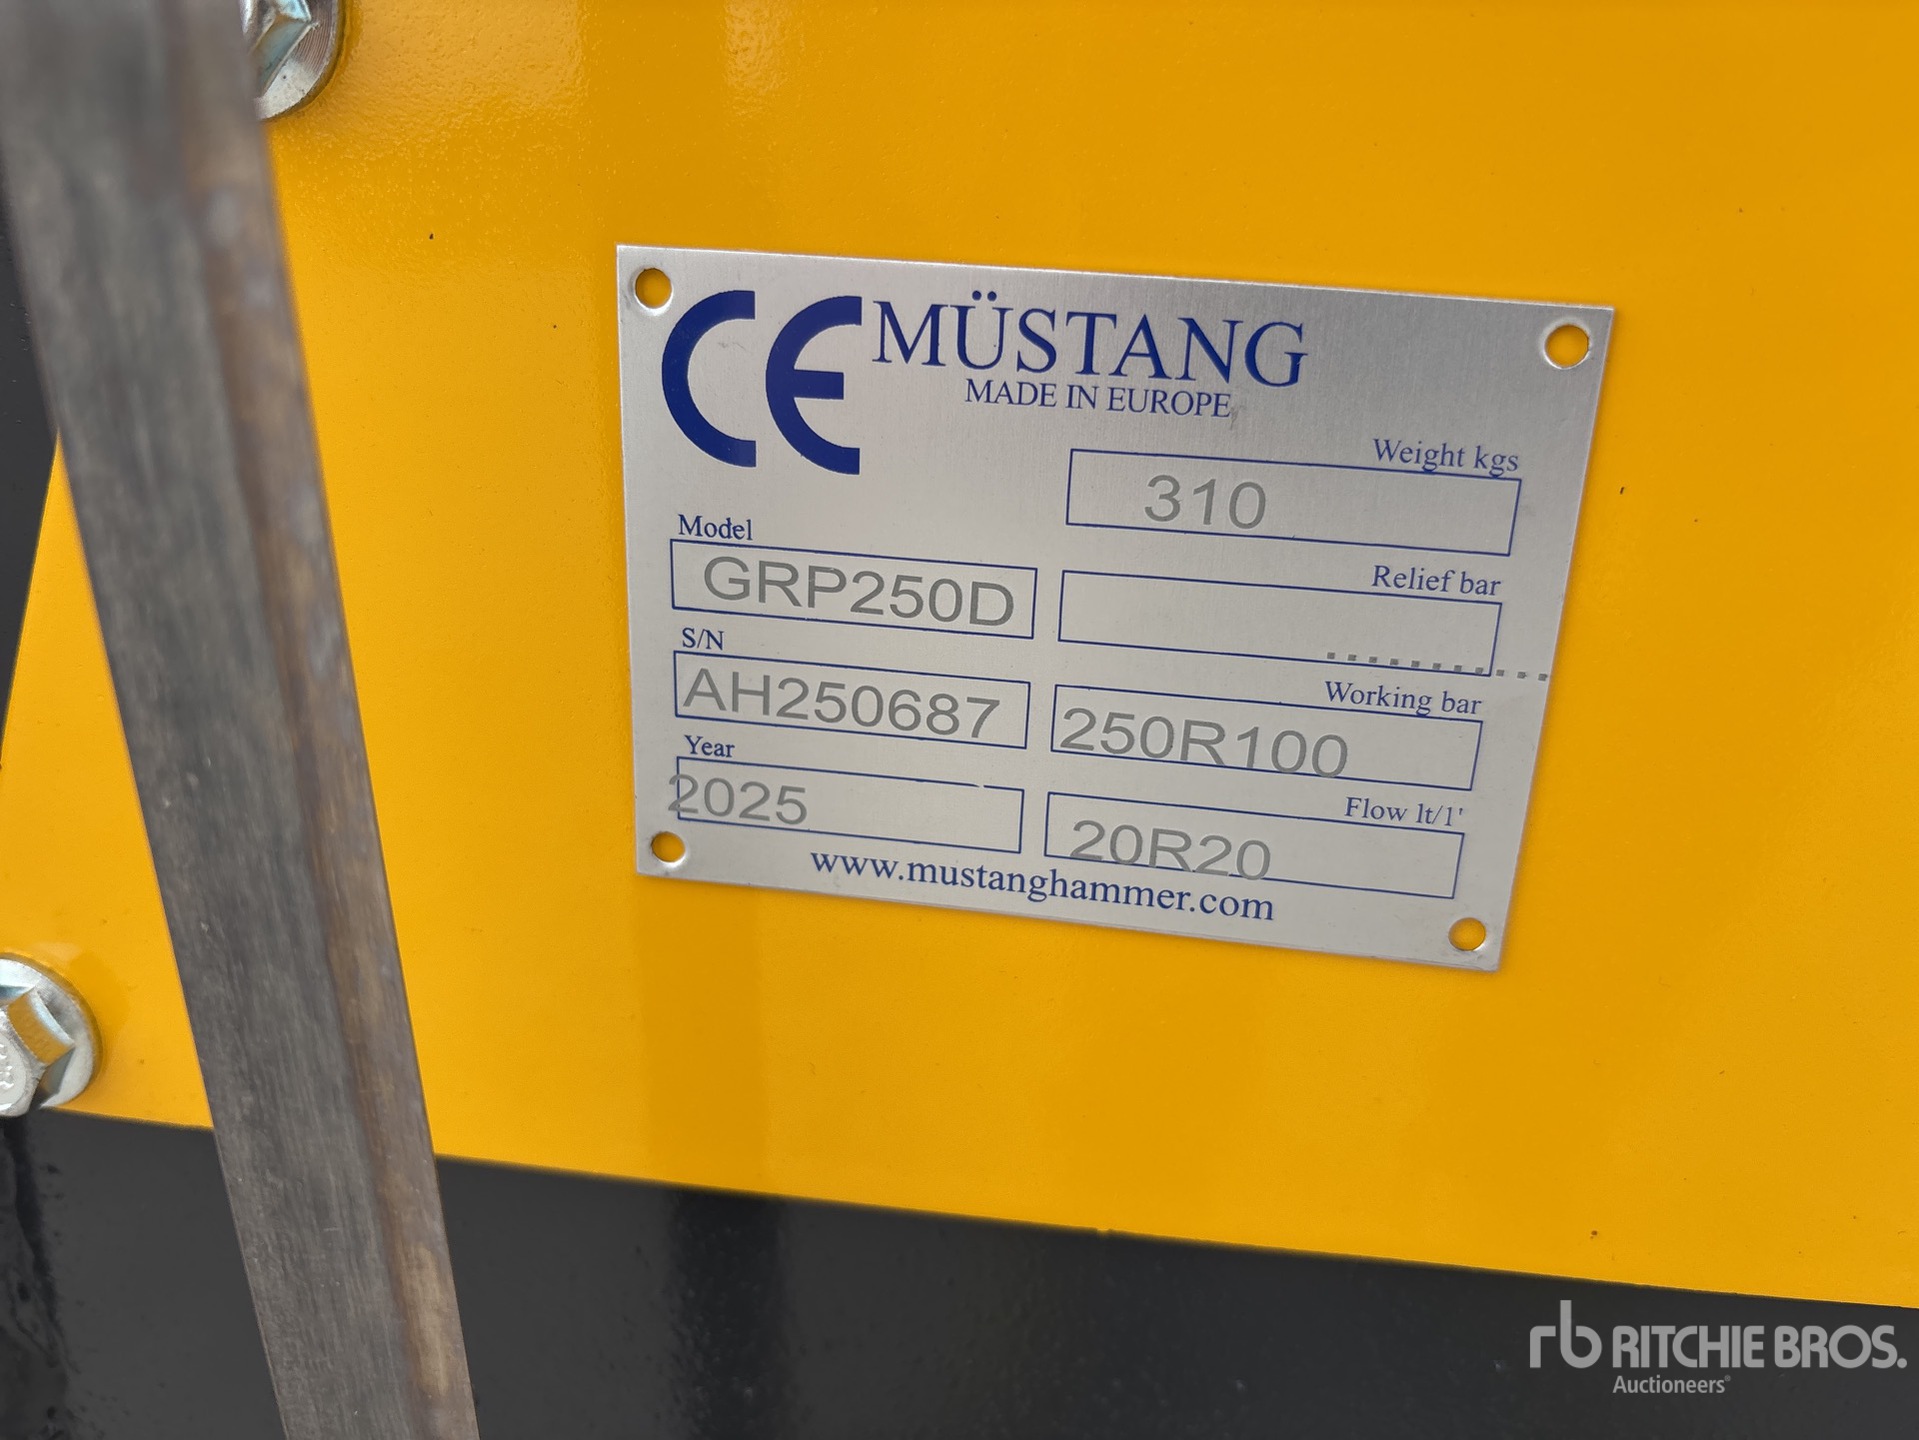 CE MÜSTANG
MADE IN EUROPE
Weight kgs
310
Model
GRP250D
Relief bar
...........
S/N
AH250687
Working bar
250R100
Year
2025
Flow lt/1'
20R20
www.mustanghammer.com
rb RITCHIE BROS.
Auctioneers®